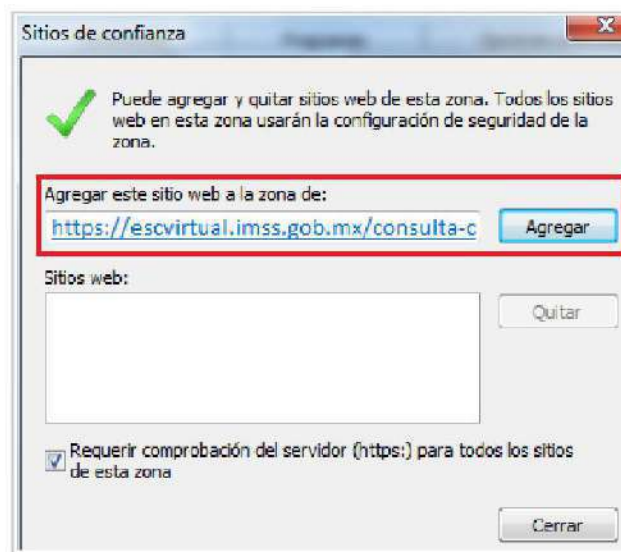 Sitios de confianza
Puede agregar y quitar sitios web de esta zona. Todos los sitios
web en esta zona usarán la configuración de seguridad de la
zona.
Agregar este sitio web a la zona de:
https://escvirtual.imss.gob.mx/consulta-c
Agregar
Sitios web:
Quitar
Requerir comprobación del servidor (https:) para todos los sitios
de esta zona
Cerrar